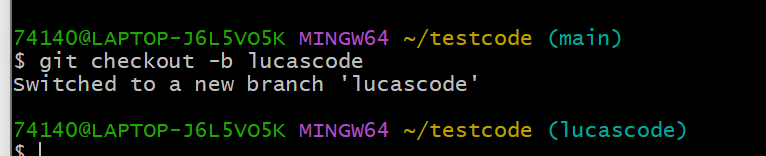 74140@LAPTOP-J6L5VO5K MINGW64 ~/testcode (main)
$ git checkout -b lucascode
Switched to a new branch 'lucascode'
74140@LAPTOP-J6L5VO5K MINGW64 ~/testcode (lucascode)
$